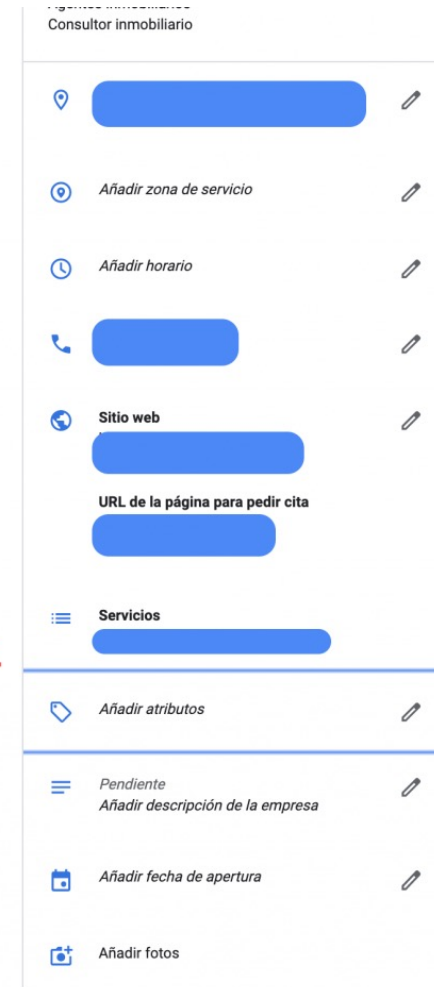 Consultor inmobiliario
Añadir zona de servicio
Añadir horario
Sitio web
URL de la página para pedir cita
Servicios
Añadir atributos
Pendiente
Añadir descripción de la empresa
Añadir fecha de apertura
Añadir fotos